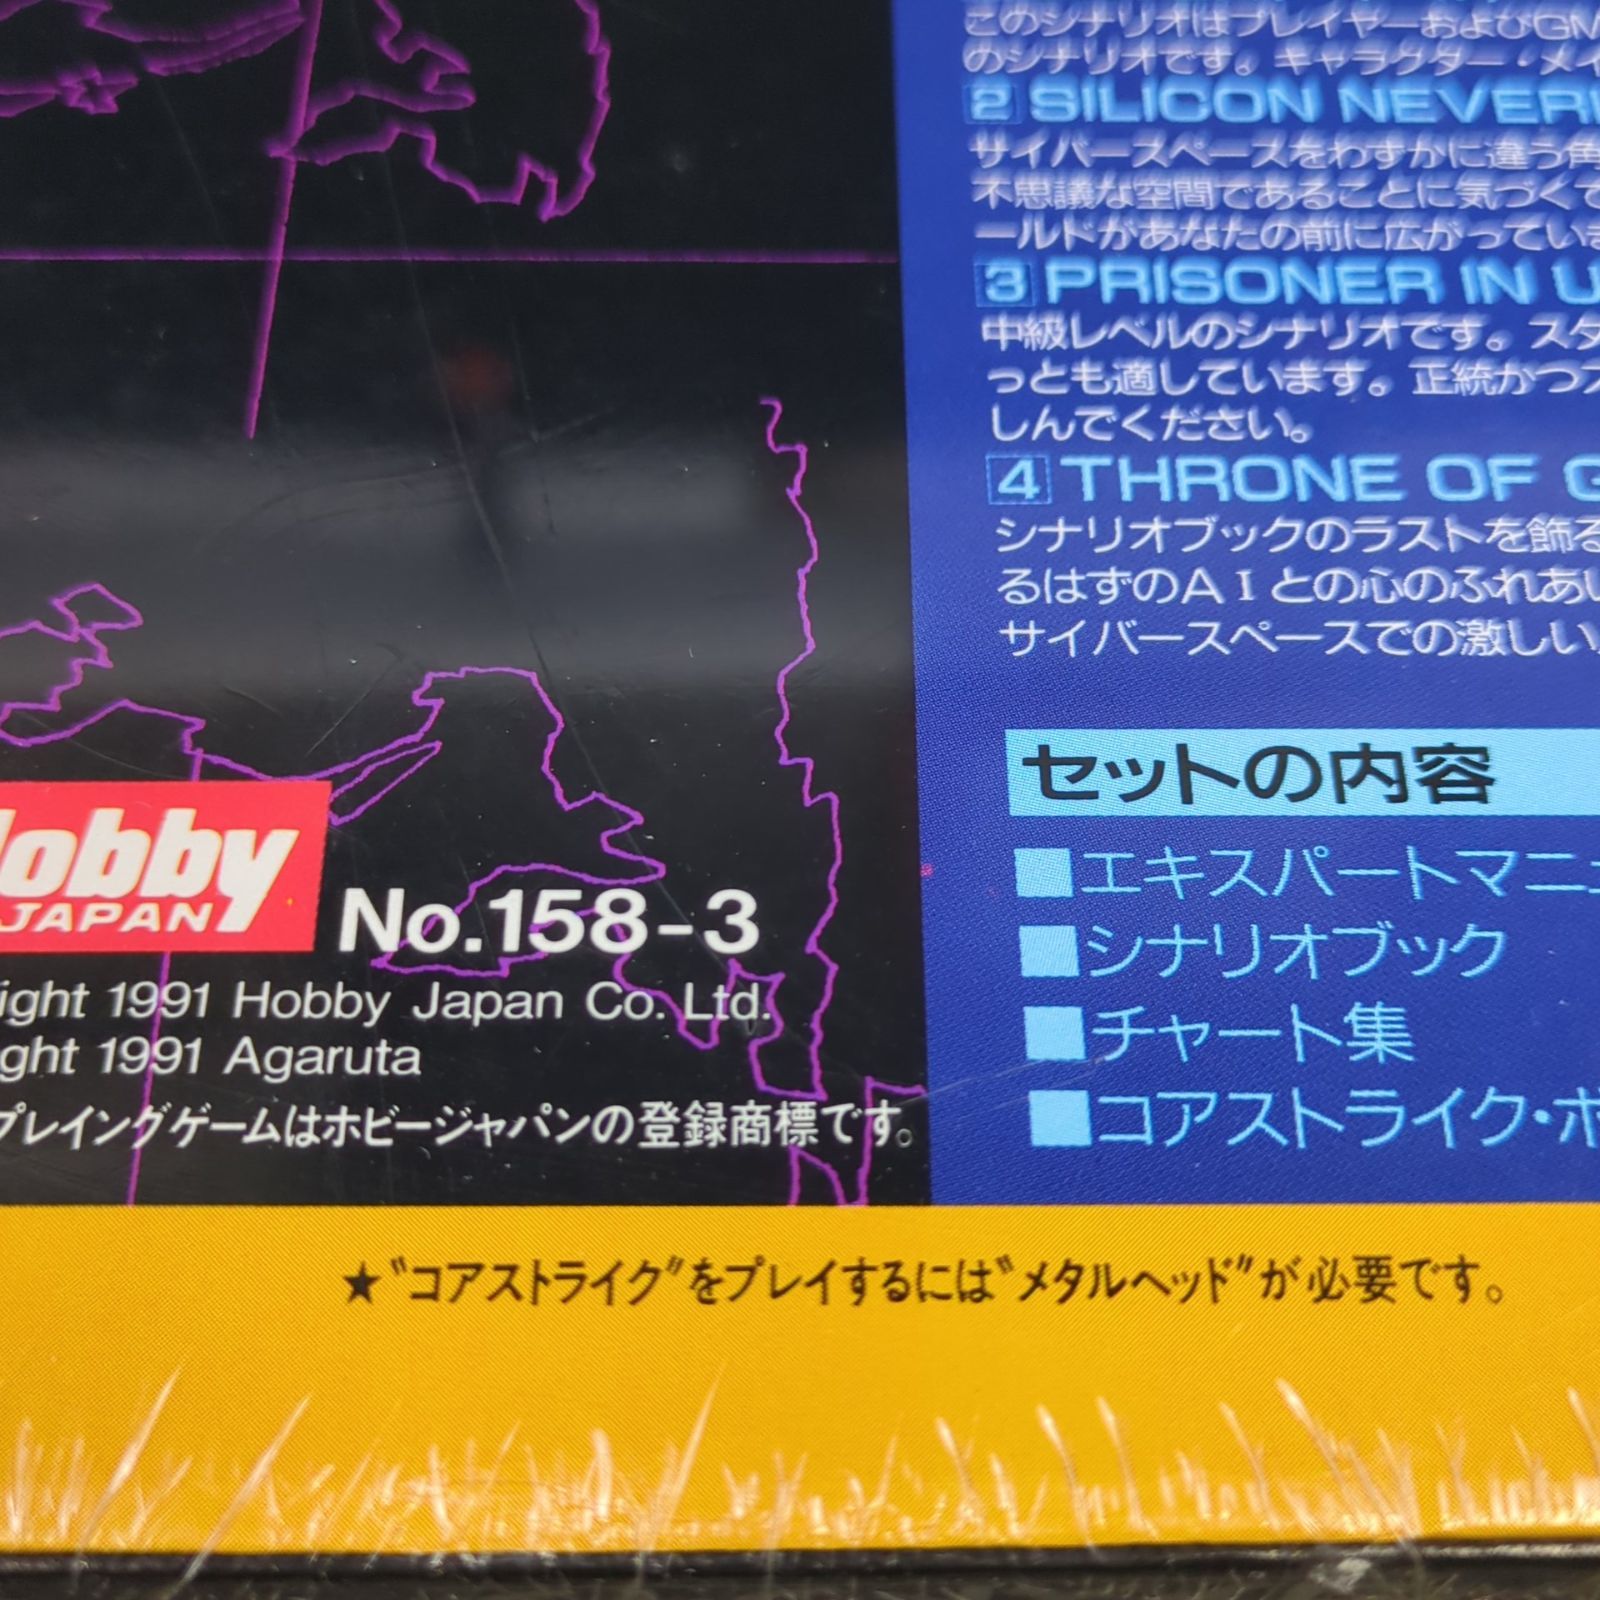 このシナリオはプレイヤーおよびGM
のシナリオです。キャラクター・メイ
2 SILICON
サイバースペースをわずかに違う角
不思議な空間であることに気づくで
ールドがあなたの前に広がっていま
3 PRISONER IN
中級レベルのシナリオです。スタ
っとも適しています。正統かつ
しんでください。
4 THRONE OF G
シナリオブックのラストを飾る
るはずのAIとの心のふれあい
サイバースペースでの激しい
セットの内容
■エキスパートマニュ
■シナリオブック
■チャート集
■コアストライク・ポ
Hobby
JAPAN
No.158-3
ight 1991 Hobby Japan Co. Ltd.
ght 1991 Agaruta
プレイングゲームはホビージャパンの登録商標です。
★"コアストライク"をプレイするには"メタルヘッド"が必要です。